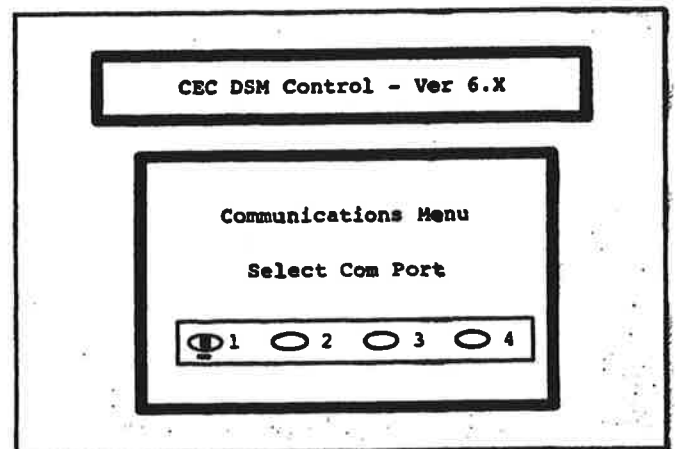 CEC DSM Control - Ver 6.X
Communications Menu
Select Com Port
1 2 3 4